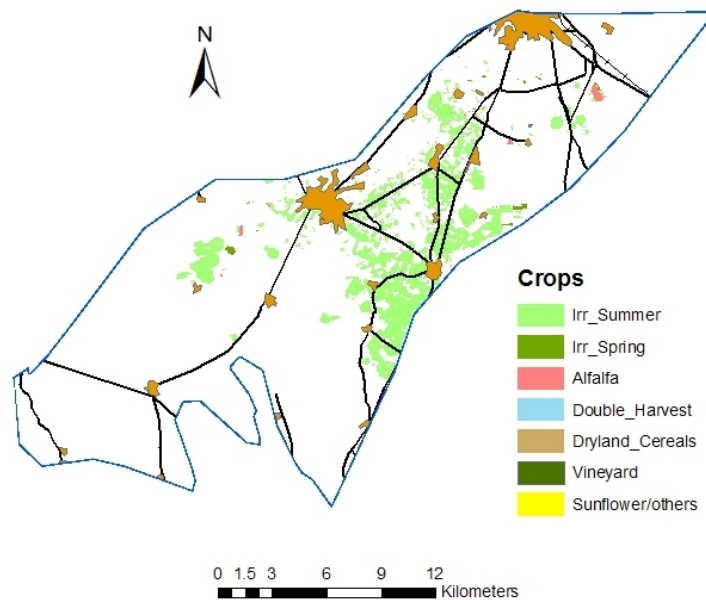 N
Crops
Irr_Summer
Irr_Spring
Alfalfa
Double_Harvest
Dryland_Cereals
Vineyard
Sunflower/others
0 1.5 3 6 9 12
Kilometers